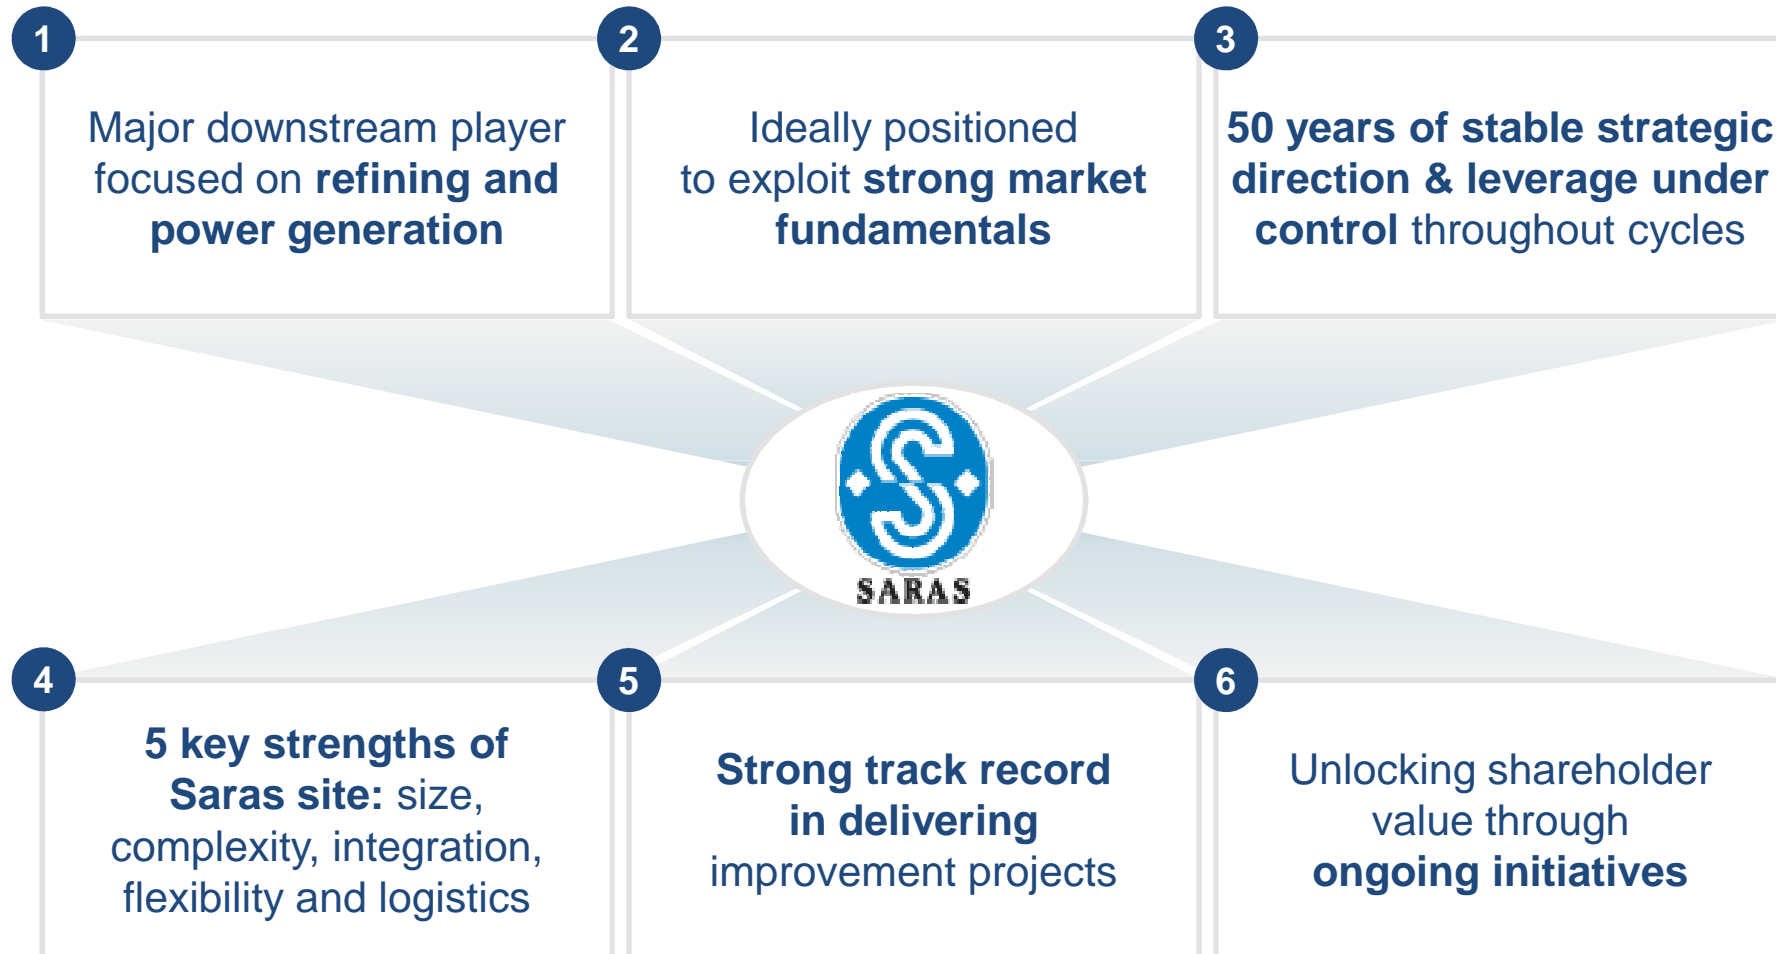 1
Major downstream player
focused on refining and
power generation
2
Ideally positioned
to exploit strong market
fundamentals
3
50 years of stable strategic
direction & leverage under
control throughout cycles
SARAS
4
5 key strengths of
Saras site: size,
complexity, integration,
flexibility and logistics
5
Strong track record
in delivering
improvement projects
6
Unlocking shareholder
value through
ongoing initiatives